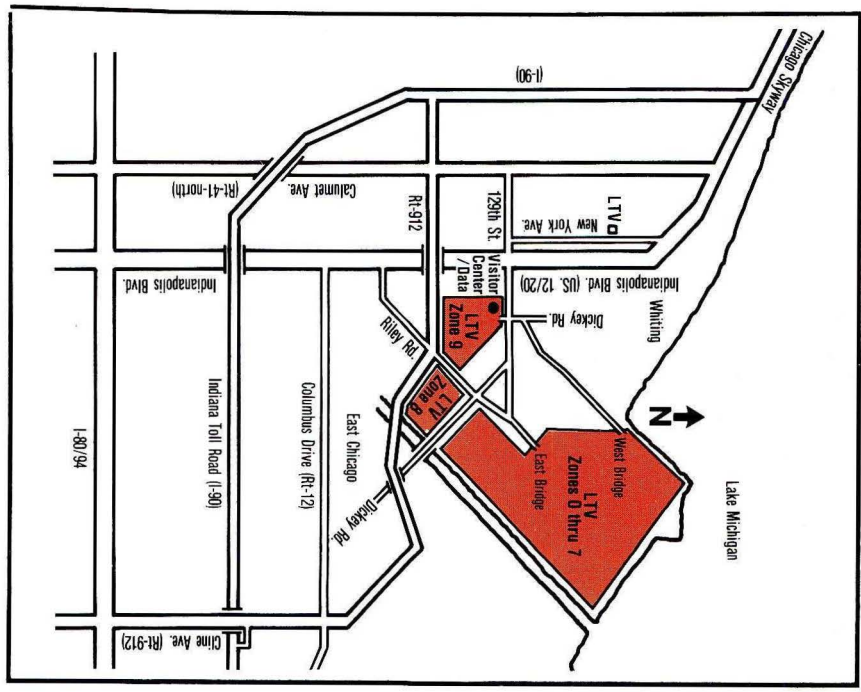 Chicago Skyway
(I-90)
Lake Michigan
N
Whiting
LTV
New York Ave.
Indianapolis Blvd. (US. 12/20)
Dickey Rd.
West Bridge
LTV
Zones 0 thru 7
East Bridge
129th St.
Visitor
Center
/Data
LTV
Zone 9
LTV
Zone 8
Rt-912
Riley Rd.
Calumet Ave.
(Rt-41-north)
East Chicago
Dickey Rd.
Columbus Drive (Rt-12)
Indianapolis Blvd.
Indiana Toll Road (I-90)
Cline Ave. (Rt-912)
I-80/94